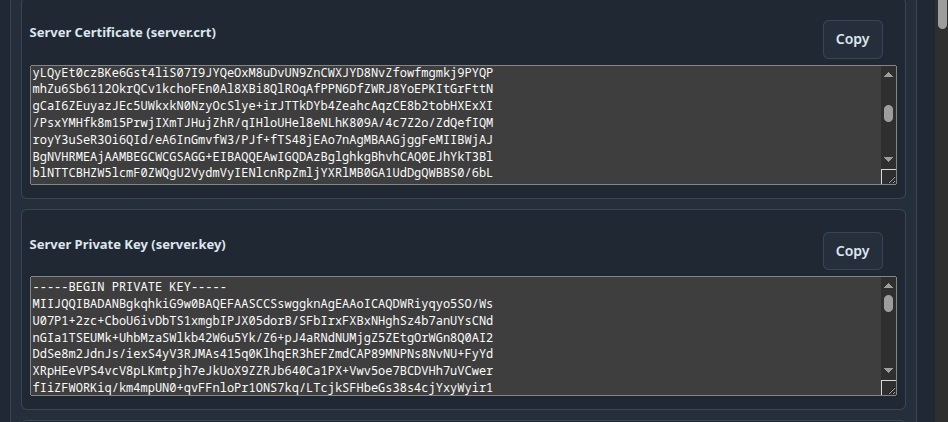 Server Certificate (server.crt)
Copy
yLQyEt0czBKe6Gst4liS07I9JYQeOxM8uDvUN9ZnCWXJYD8NvZfowfmgmkj9PYQP
mhZu6Sb6112OkrQCv1kchoFEn0Al8XBi8QlROqAfPPN6DfZWRJ8YoEPKItGrFttN
gCaI6ZEuyazJEc5UWkxkN0NzyOcSlye+irJTTkDYb4ZeahcAqzCE8b2tobHXExXI
/PsxYMHfk8m15PrwjIXmTJHujZhR/qIHloUHel8eNLhK809A/4c7Z2o/ZdQefIQM
royY3uSeR3Oi6QId/eA6InGmvfW3/PJf+fTS48jEAo7nAgMBAAGjggFeMIIBWjAJ
BgNVHRMEAjAAMBEGCWCGSAGG+EIBAQQEAwIGQDAzBglghkgBhvhCAQ0EJhYkT3Bl
blNTTCBHZW5lcmF0ZWQgU2VydmVyIENlcnRpZmljYXRlMB0GA1UdDgQWBBS0/6bL
Server Private Key (server.key)
Copy
-----BEGIN PRIVATE KEY-----
MIIJQQIBADANBgkqhkiG9w0BAQEFAASCCSswggknAgEAAoICAQDWRiyqyo5SO/Ws
U07P1+2zc+CboU6ivDbTS1xmgbIPJX05dorB/SFbIrxFXBxNHghSz4b7anUYsCNd
nGIa1TSEUMk+UhbMzaSWlkb42W6u5Yk/Z6+pJ4aRNdNUMjgZ5ZEtgOrWGn8Q0AI2
DdSe8m2JdnJs/iexS4yV3RJMAs415q0KlhqER3hEFZmdCAP89MNPNs8NvNU+FyYd
XRpHEeVPS4vcV8pLKmtpjh7eJkUoX9ZZRJb640Ca1PX+Vwv5oe7BCDVHh7uVCwer
fIiZFWORKiq/km4mpUN0+qvFFnloPr1ONS7kq/LTcjkSFHbeGs38s4cjYxyWyir1